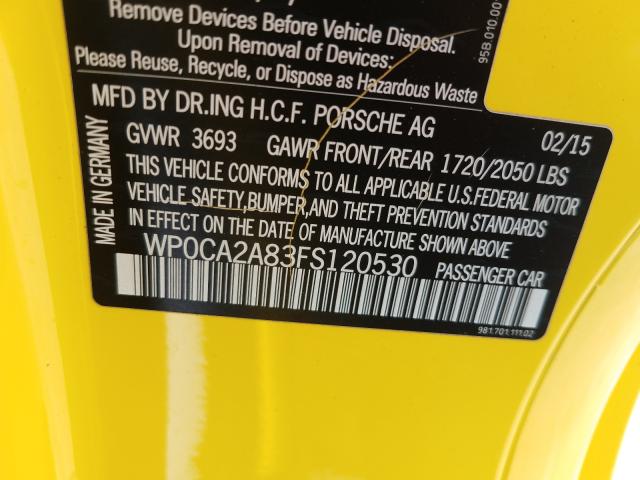 Remove Devices Before Vehicle Disposal.
Upon Removal of Devices:
Please Reuse, Recycle, or Dispose as Hazardous Waste
95B.010.00
MFD BY DR.ING H.C.F. PORSCHE AG 02/15
GVWR 3693 GAWR FRONT/REAR 1720/2050 LBS
THIS VEHICLE CONFORMS TO ALL APPLICABLE U.S.FEDERAL MOTOR
VEHICLE SAFETY,BUMPER,AND THEFT PREVENTION STANDARDS
IN EFFECT ON THE DATE OF MANUFACTURE SHOWN ABOVE
WP0CA2A83FS120530 PASSENGER CAR
MADE IN GERMANY
981.701.111.02